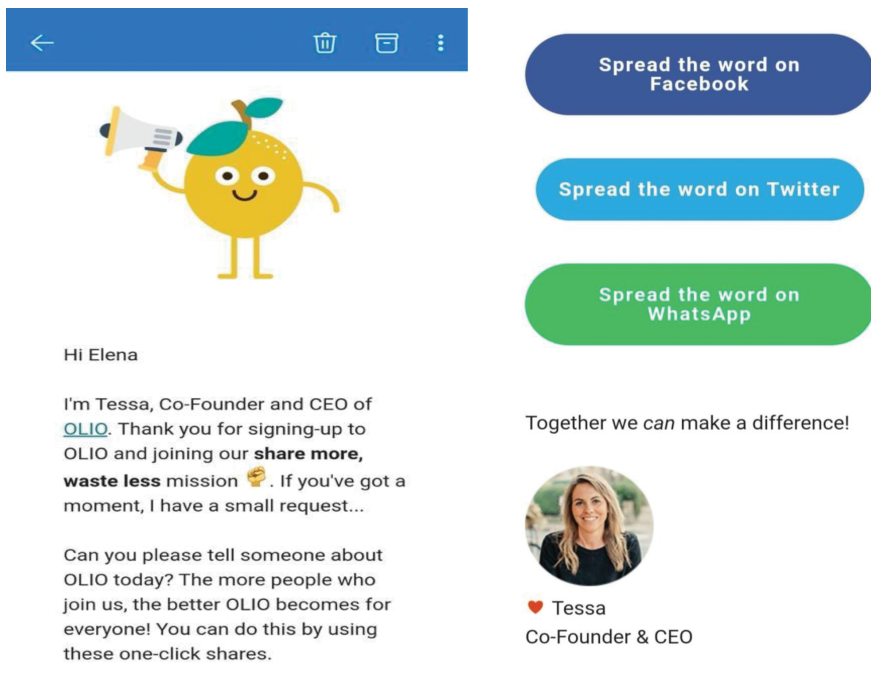 Hi Elena
I'm Tessa, Co-Founder and CEO of
OLIO. Thank you for signing-up to
OLIO and joining our share more,
waste less mission ✊. If you've got a
moment, I have a small request...
Can you please tell someone about
OLIO today? The more people who
join us, the better OLIO becomes for
everyone! You can do this by using
these one-click shares.
Spread the word on
Facebook
Spread the word on Twitter
Spread the word on
WhatsApp
Together we can make a difference!
❤ Tessa
Co-Founder & CEO